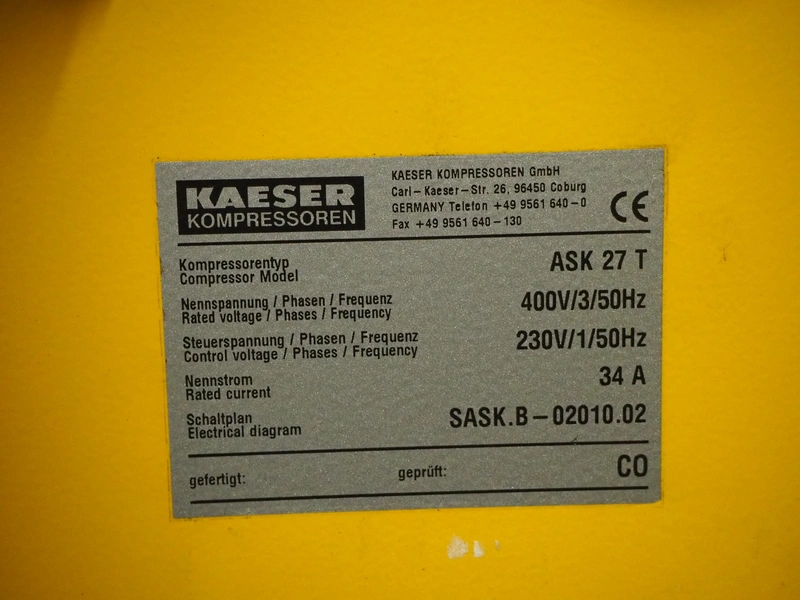 KAESER
KOMPRESSOREN
KAESER KOMPRESSOREN GmbH
Carl-Kaeser-Str. 26, 96450 Coburg
GERMANY Telefon +49 9561 640-0
Fax +49 9561 640-130
CE
Kompressorentyp
Compressor Model
ASK 27 T
Nennspannung / Phasen / Frequenz
Rated voltage / Phases / Frequency
400V/3/50Hz
Steuerspannung / Phasen / Frequenz
Control voltage / Phases / Frequency
230V/1/50Hz
Nennstrom
Rated current
34 A
Schaltplan
Electrical diagram
SASK.B-02010.02
gefertigt:
geprüft:
CO